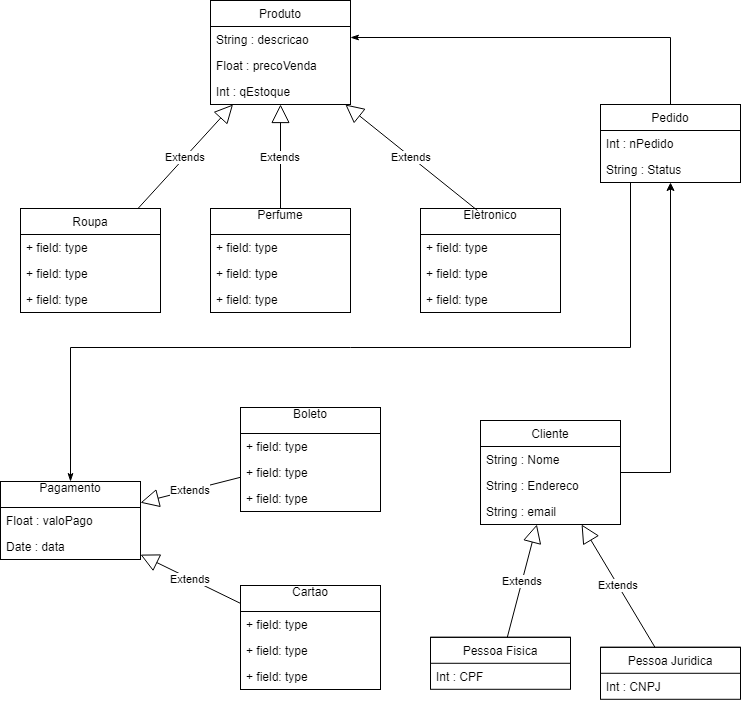 Produto
String : descricao
Float : precoVenda
Int : qEstoque
Pedido
Int : nPedido
String : Status
Extends
Extends
Extends
Roupa
+ field: type
+ field: type
+ field: type
Perfume
+ field: type
+ field: type
+ field: type
Eletronico
+ field: type
+ field: type
+ field: type
Boleto
+ field: type
+ field: type
+ field: type
Cliente
String : Nome
String : Endereco
String : email
Pagamento
Float : valoPago
Date : data
Extends
Extends
Cartao
+ field: type
+ field: type
+ field: type
Extends
Extends
Pessoa Fisica
Int : CPF
Pessoa Juridica
Int : CNPJ